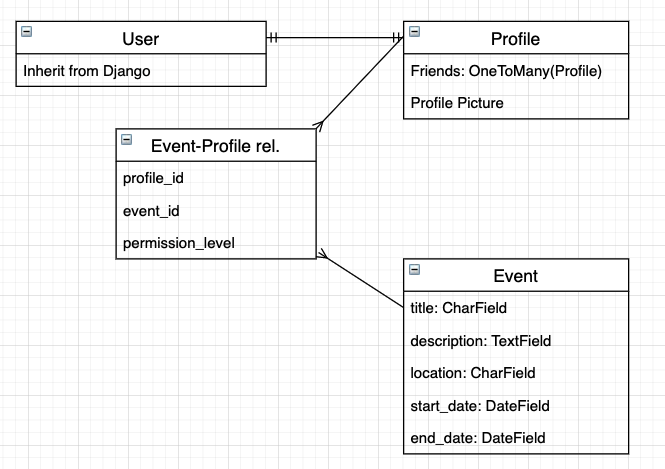 User
Inherit from Django
Profile
Friends: OneToMany(Profile)
Profile Picture
Event-Profile rel.
profile_id
event_id
permission_level
Event
title: CharField
description: TextField
location: CharField
start_date: DateField
end_date: DateField